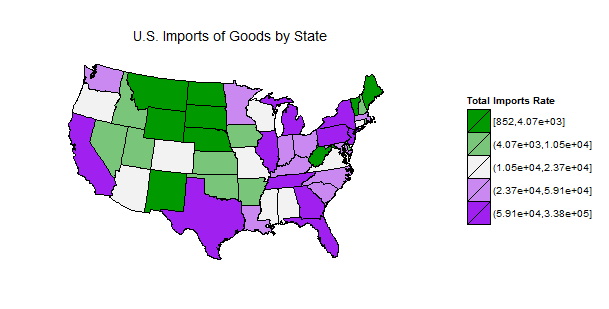 U.S. Imports of Goods by State
Total Imports Rate
[852,4.07e+03]
(4.07e+03,1.05e+04]
(1.05e+04,2.37e+04]
(2.37e+04,5.91e+04]
(5.91e+04,3.38e+05]